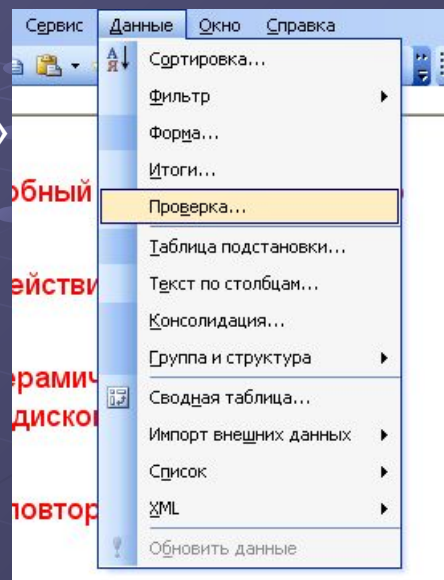 Сервис Данные Окно Справка
Сортировка...
Фильтр
Форма...
Итоги...
Проверка...
Таблица подстановки...
Текст по столбцам...
Консолидация...
Группа и структура
Сводная таблица...
Импорт внешних данных
Список
XML
Обновить данные
обный
ействи
ерамич
диско
повтор